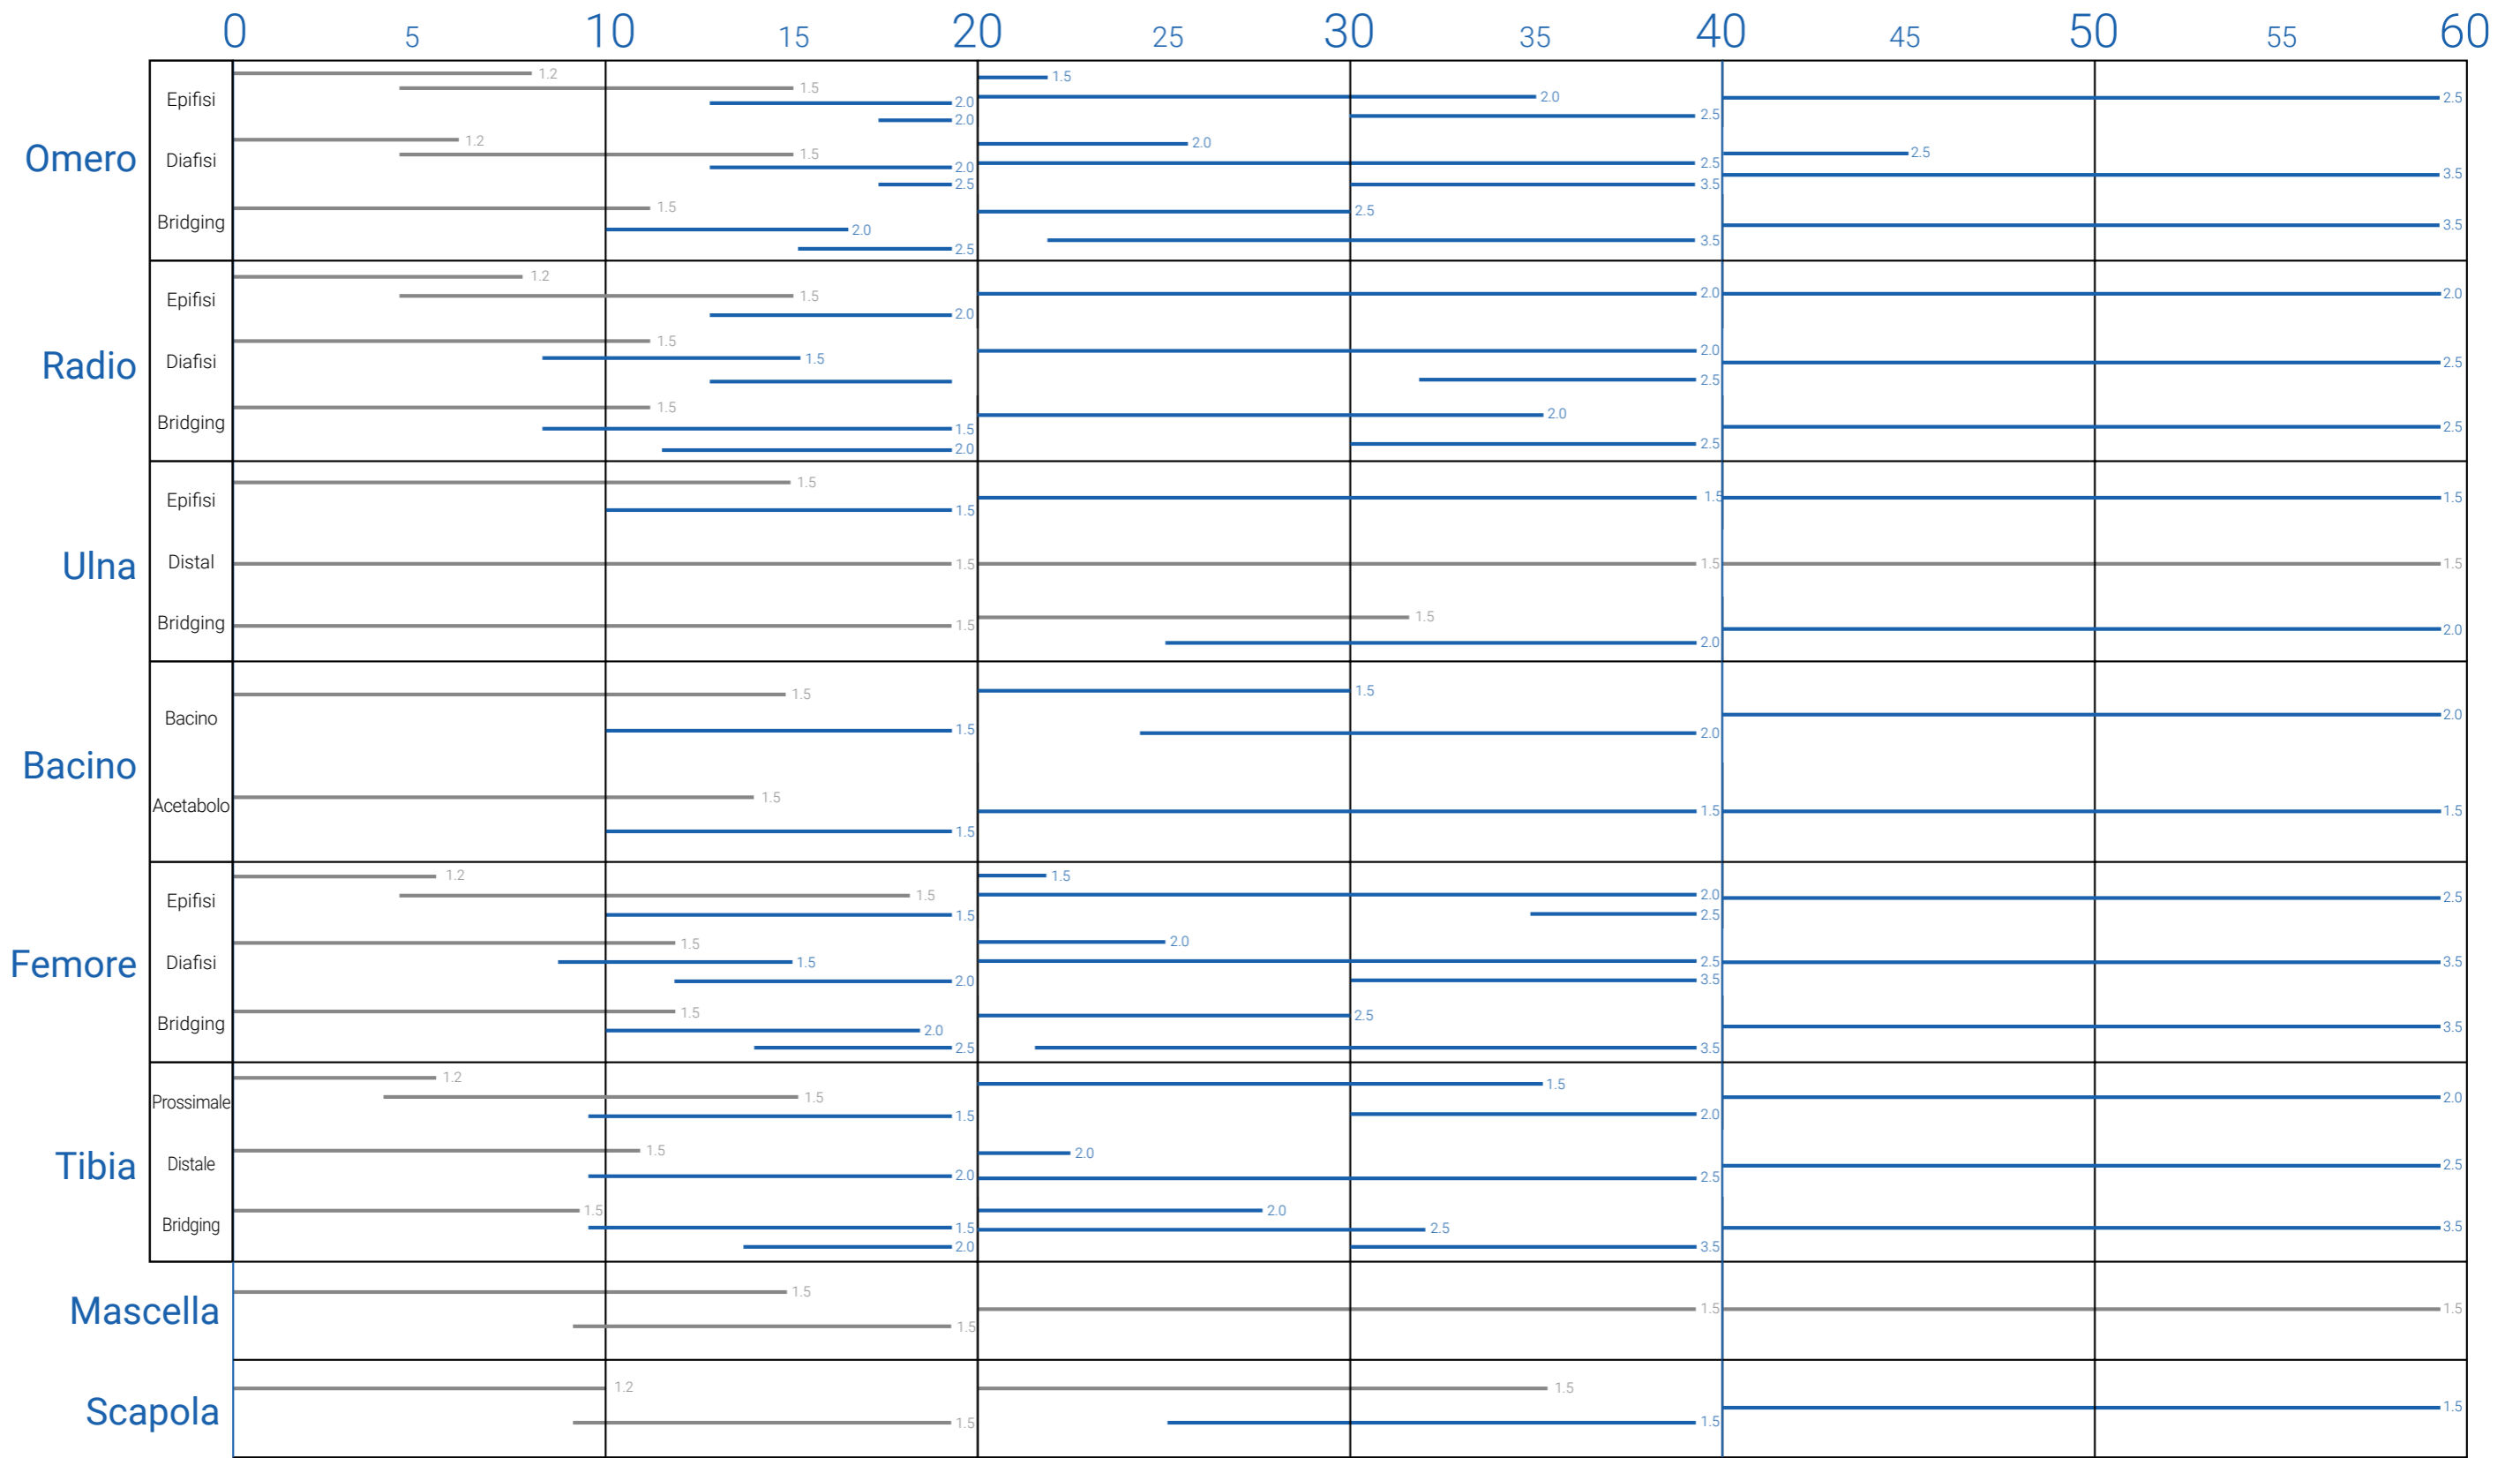 0 5 10 15 20 25 30 35 40 45 50 55 60
Omero
Epifisi
1.2 1.5
1.5 2.0 2.0 2.5
2.0 2.5
Diafisi
1.2 2.0
1.5 2.5
2.0 2.5
2.5 3.5 3.5
Bridging
1.5 2.5
2.0 3.5
2.5 3.5
Radio
Epifisi
1.2
1.5 2.0 2.0
2.0
Diafisi
1.5 2.0
1.5 2.5
2.5
Bridging
1.5 2.0
1.5 2.5
2.0 2.5
Ulna
Epifisi
1.5 1.5 1.5
1.5
Distal
1.5 1.5 1.5
Bridging
1.5
1.5 2.0
2.0
Bacino
Bacino
1.5 1.5
2.0
1.5 2.0
Acetabolo
1.5
1.5 1.5
1.5
Femore
Epifisi
1.2 1.5
1.5 2.0 2.5
1.5 2.5
Diafisi
1.5 2.0
1.5 2.5 3.5
2.0 3.5
Bridging
1.5 2.5
2.0 3.5
2.5 3.5
Tibia
Prossimale
1.2 1.5
1.5 2.0
1.5 2.0
Distale
1.5 2.0
2.5
2.0 2.5
Bridging
1.5 2.0
1.5 2.5 3.5
2.0 3.5
Mascella
1.5
1.5 1.5
1.5
Scapola
1.2 1.5
1.5
1.5 1.5